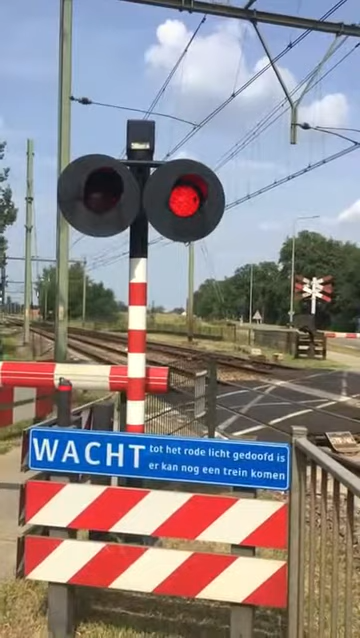 WACHT
tot het rode licht gedoofd is
er kan nog een trein komen